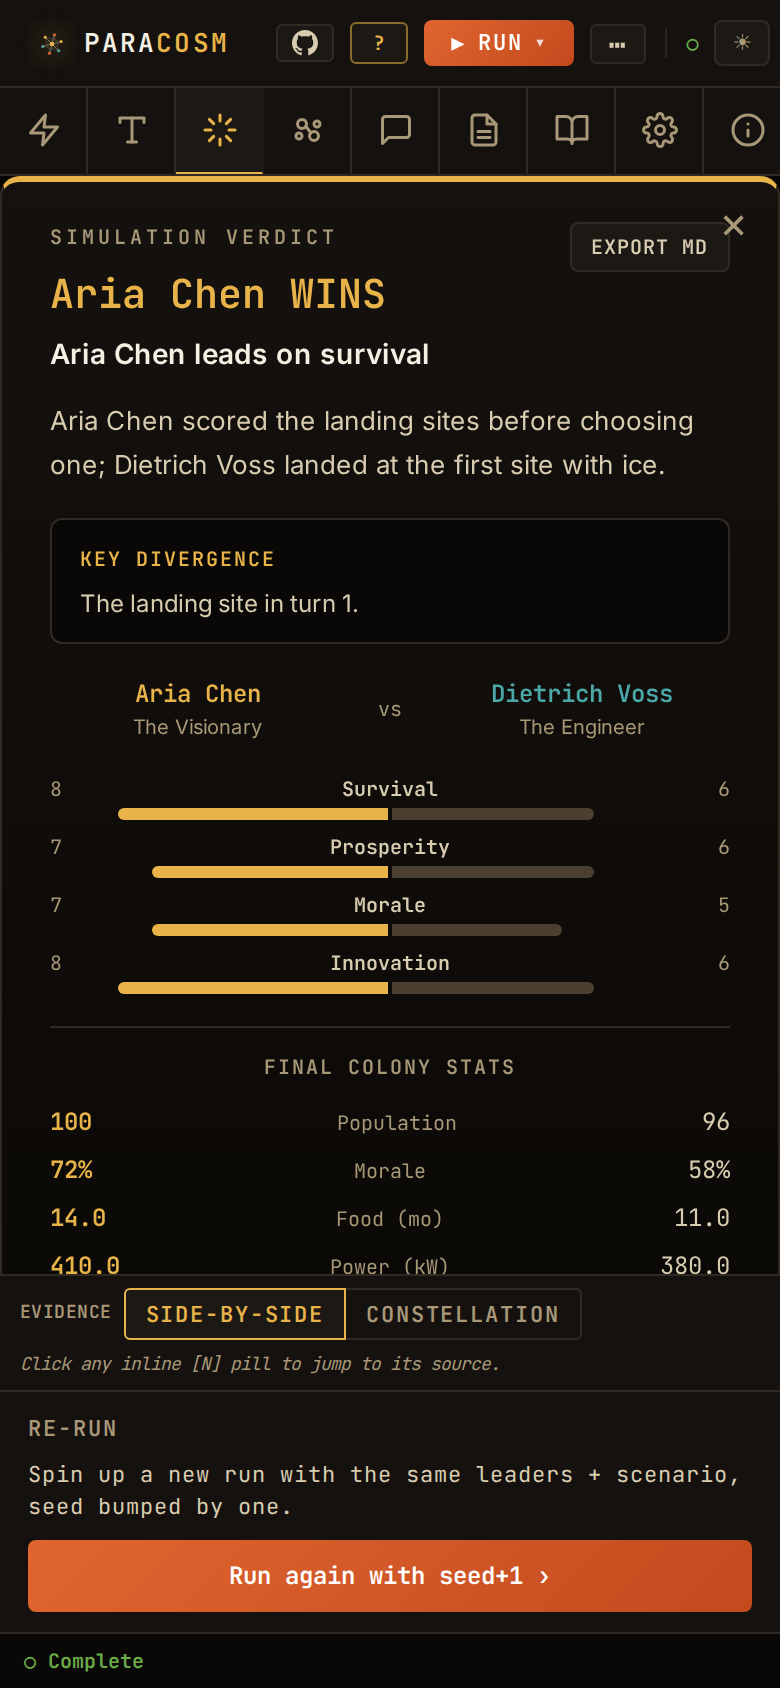 PARACOSM
?
▶ RUN ▾
…
SIMULATION VERDICT
EXPORT MD
×
Aria Chen WINS
Aria Chen leads on survival
Aria Chen scored the landing sites before choosing
one; Dietrich Voss landed at the first site with ice.
KEY DIVERGENCE
The landing site in turn 1.
Aria Chen vs Dietrich Voss
The Visionary The Engineer
8 Survival 6
7 Prosperity 6
7 Morale 5
8 Innovation 6
FINAL COLONY STATS
100 Population 96
72% Morale 58%
14.0 Food (mo) 11.0
410.0 Power (kW) 380.0
EVIDENCE SIDE-BY-SIDE CONSTELLATION
Click any inline [N] pill to jump to its source.
RE-RUN
Spin up a new run with the same leaders + scenario,
seed bumped by one.
Run again with seed+1 ›
○ Complete